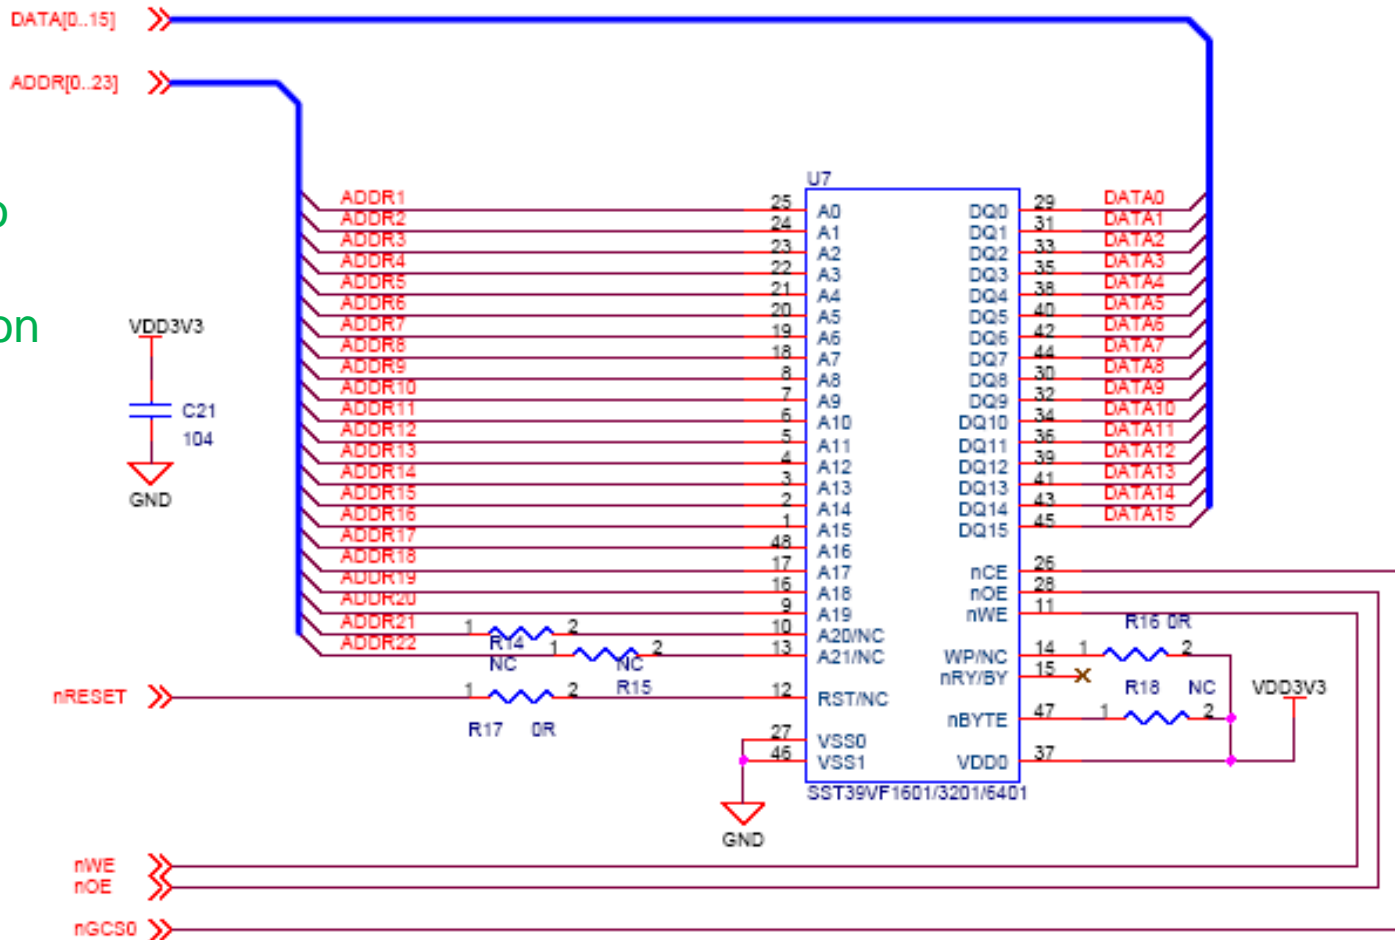 DATA[0..15]
ADDR[0..23]
U7
ADDR1 25 A0 DQ0 29 DATA0
ADDR2 24 A1 DQ1 31 DATA1
ADDR3 23 A2 DQ2 33 DATA2
ADDR4 22 A3 DQ3 35 DATA3
ADDR5 21 A4 DQ4 38 DATA4
ADDR6 20 A5 DQ5 40 DATA5
ADDR7 19 A6 DQ6 42 DATA6
ADDR8 18 A7 DQ7 44 DATA7
ADDR9 8 A8 DQ8 30 DATA8
ADDR10 7 A9 DQ9 32 DATA9
ADDR11 6 A10 DQ10 34 DATA10
ADDR12 5 A11 DQ11 36 DATA11
ADDR13 4 A12 DQ12 39 DATA12
ADDR14 3 A13 DQ13 41 DATA13
ADDR15 2 A14 DQ14 43 DATA14
ADDR16 1 A15 DQ15 45 DATA15
ADDR17 48 A16
ADDR18 17 A17 nCE 26
ADDR19 16 A18 nOE 28
ADDR20 9 A19 nWE 11
ADDR21 1 R14 NC 2 10 A20/NC
ADDR22 1 NC R15 2 13 A21/NC
R16 0R
WP/NC 14 1 2
nRY/BY 15
nRESET 1 2 12 RST/NC
R17 0R
R18 NC
nBYTE 47 1 2
VDD3V3
27 VSS0
46 VSS1 VDD0 37
SST39VF1601/3201/6401
GND
on
VDD3V3
C21
104
GND
nWE
nOE
nGCS0